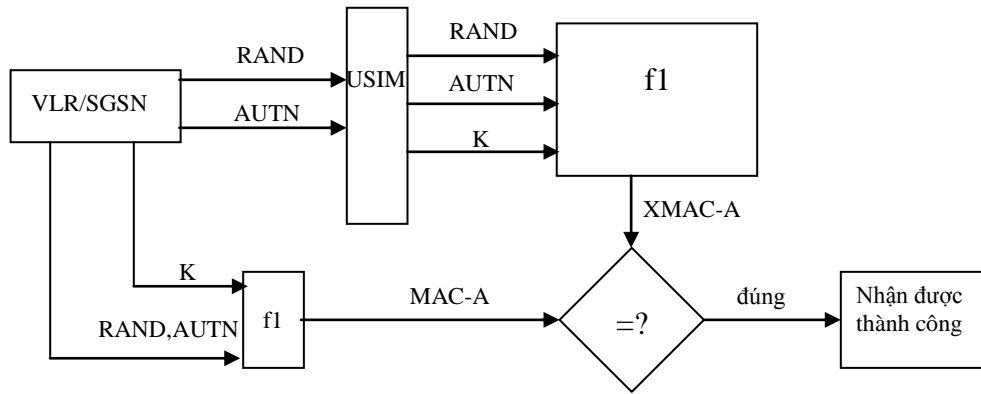 RAND
AUTN
VLR/SGSN
USIM
RAND
AUTN
K
f1
XMAC-A
K
RAND,AUTN
f1
MAC-A
=?
đúng
Nhận được
thành công